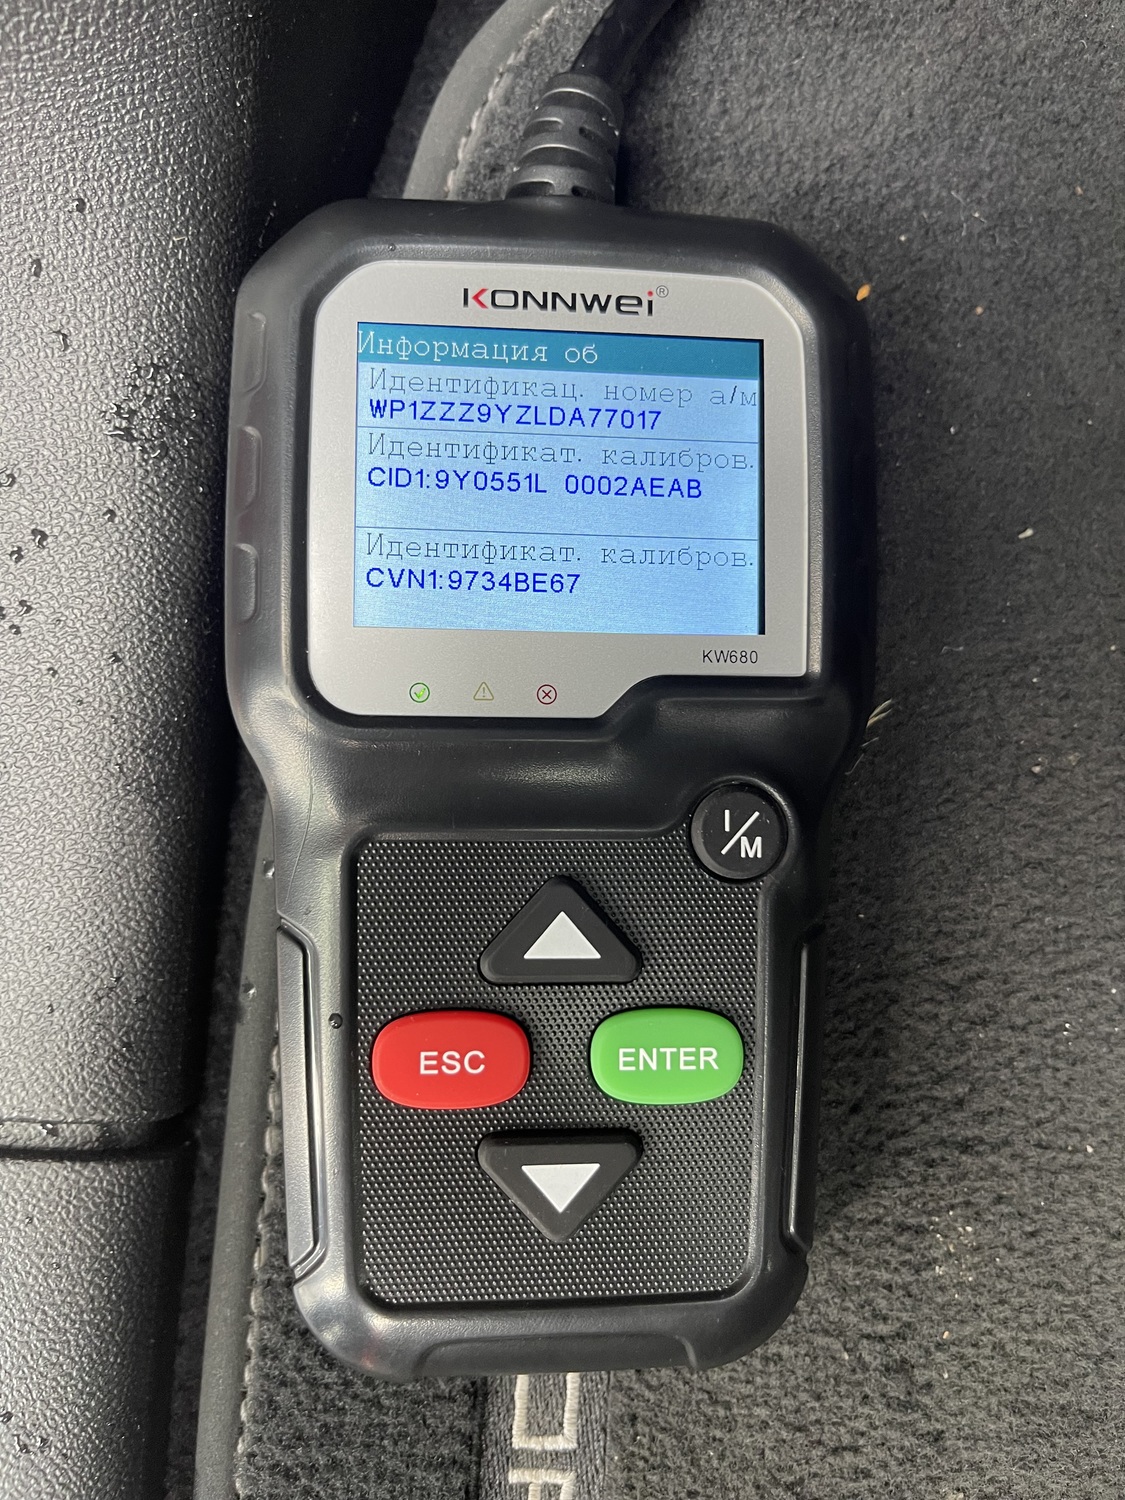 KONNWEI®
Информация об
Идентификац. номер а/м
WP1ZZZ9YZLDA77017
Идентификат. калибров.
CID1:9Y0551L 0002AEAB
Идентификат. калибров.
CVN1:9734BE67
KW680
I/M
ESC
ENTER